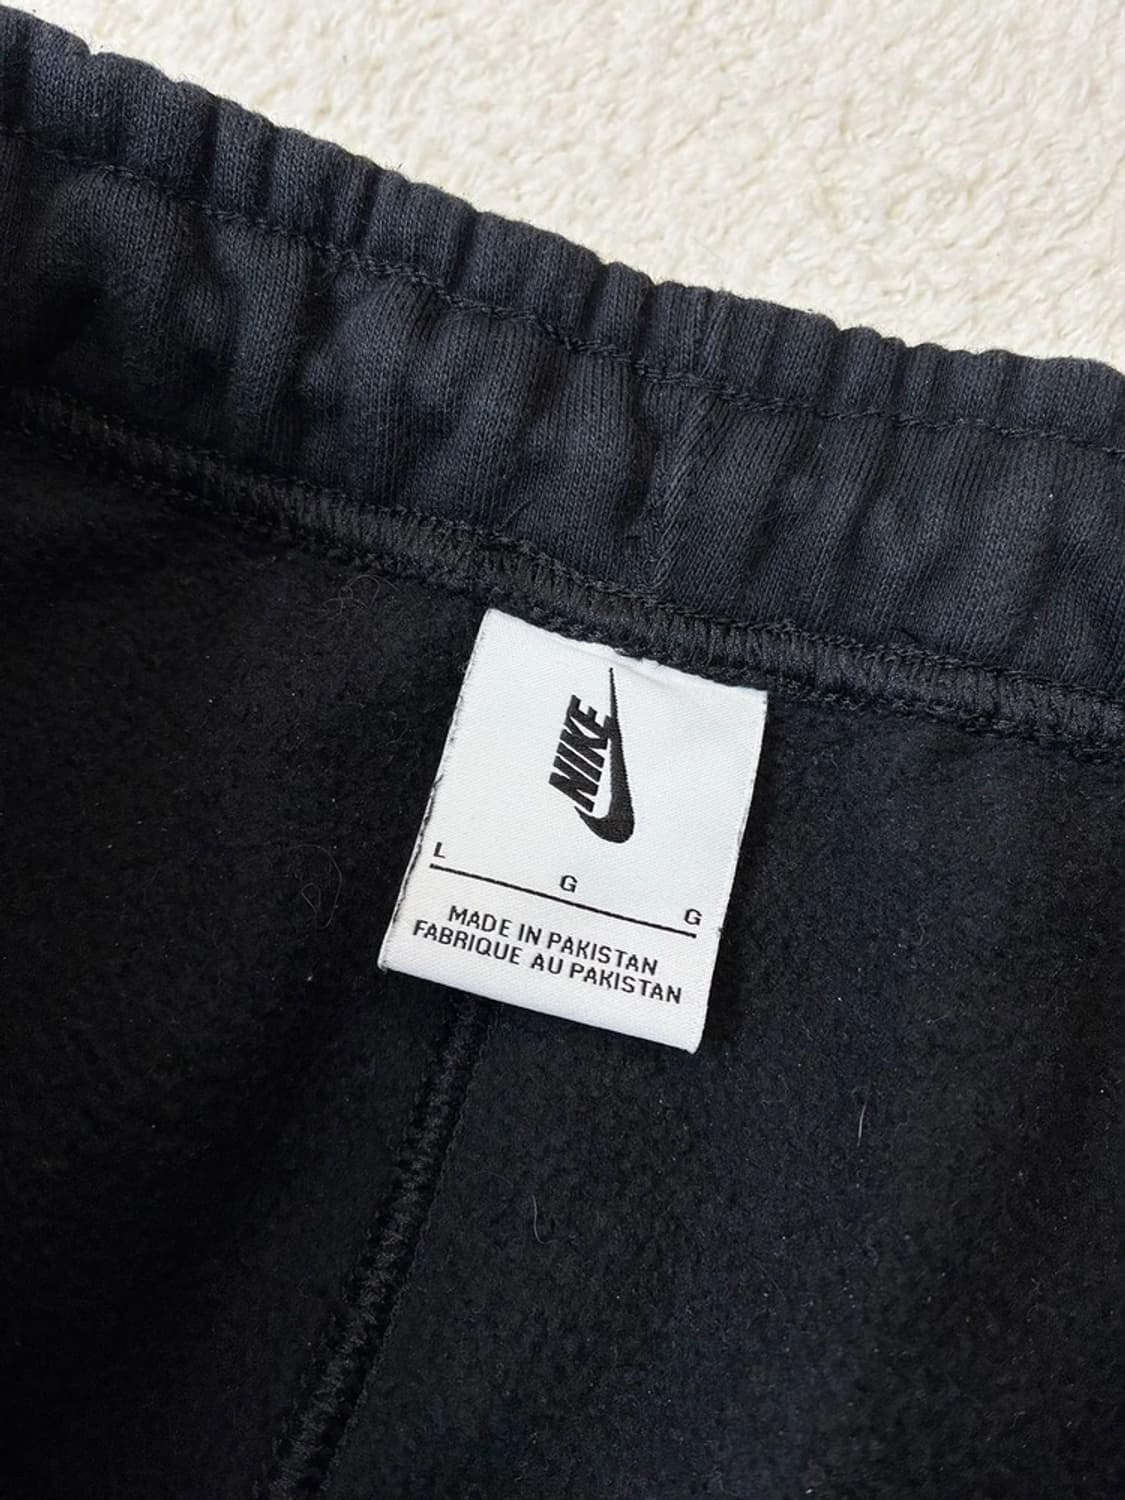 NIKE
L G G
MADE IN PAKISTAN
FABRIQUE AU PAKISTAN